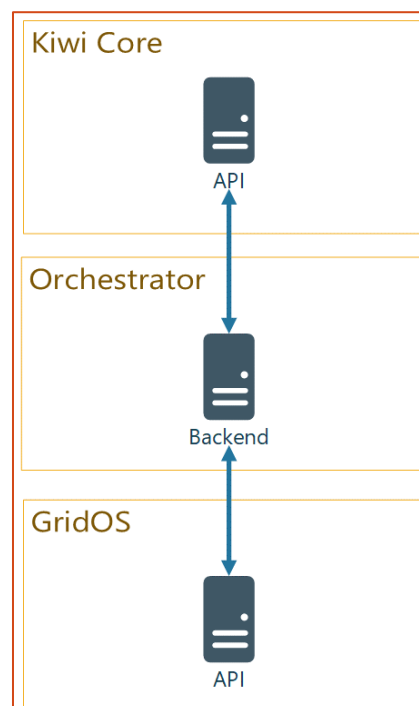 Kiwi Core
API
Orchestrator
Backend
GridOS
API